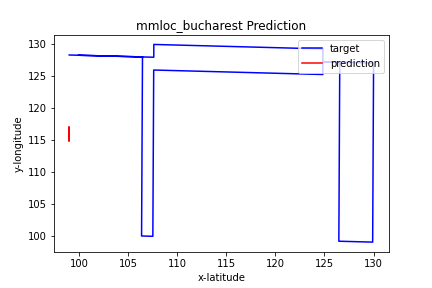 mmloc_bucharest Prediction
130
125
120
115
110
105
100
y-longitude
target
prediction
100 105 110 115 120 125 130
x-latitude